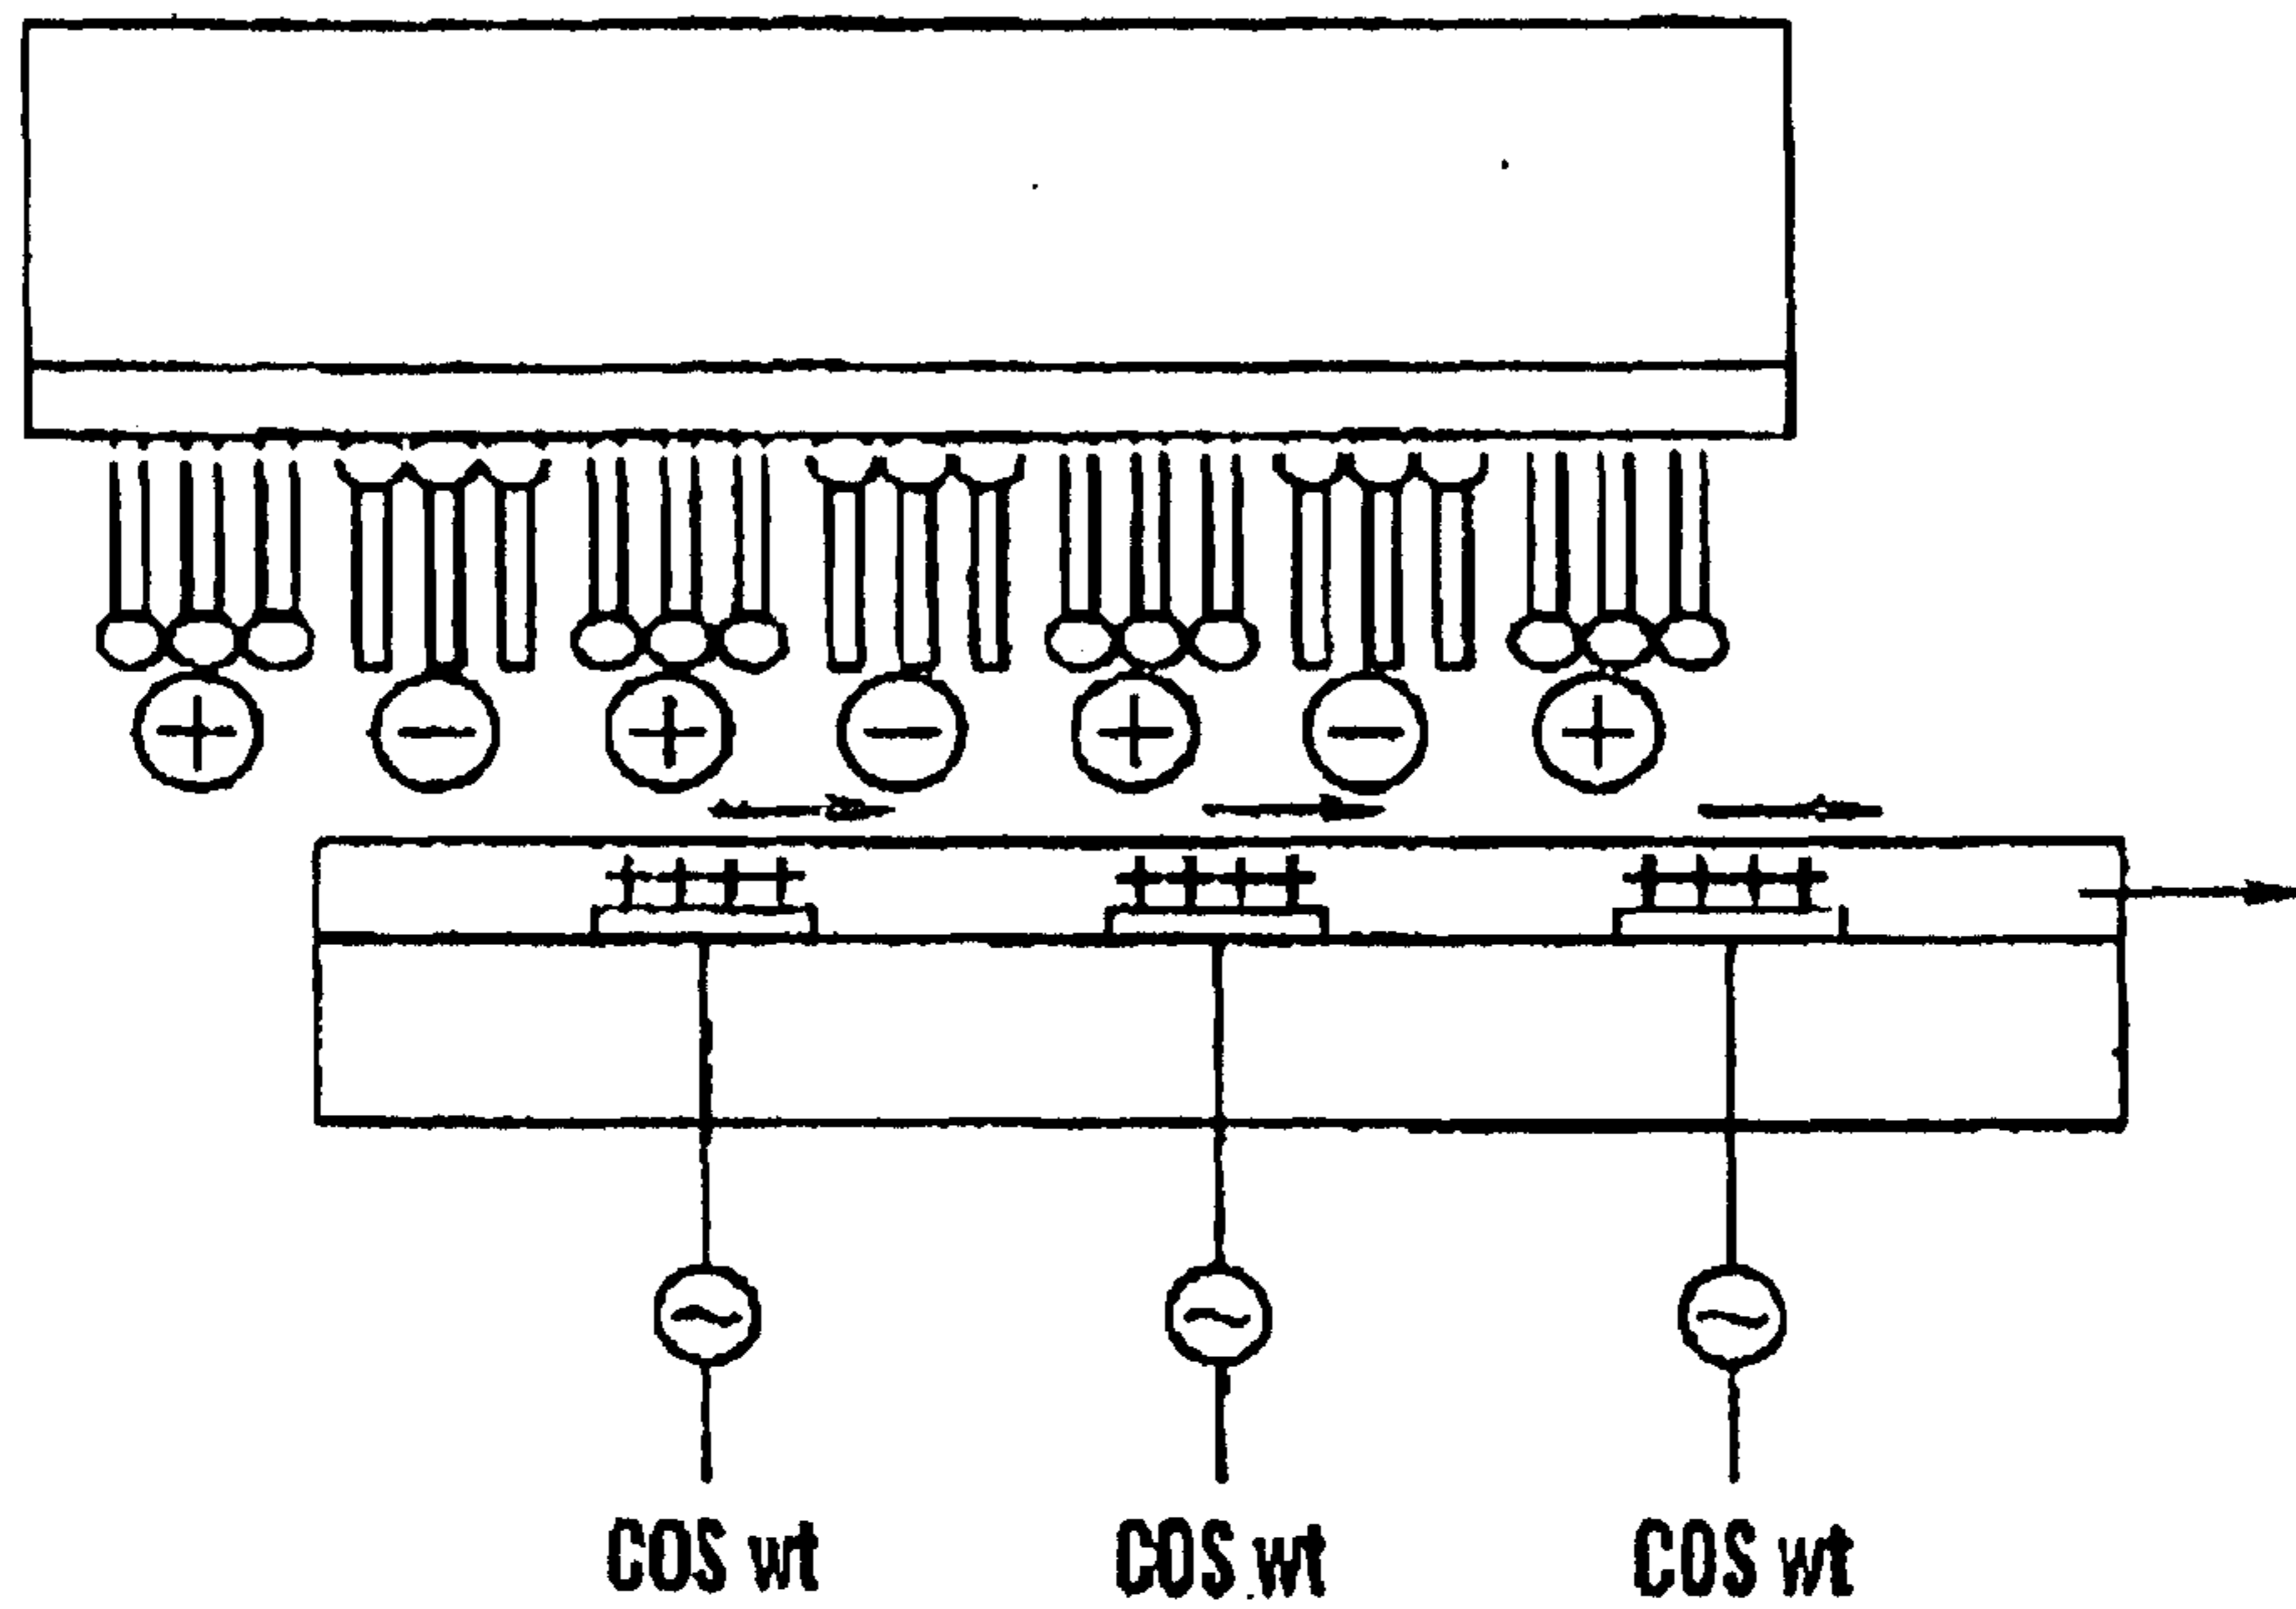 + − + − + − +
++++ ++++ ++++
~ ~ ~
COS wt COS wt COS wt